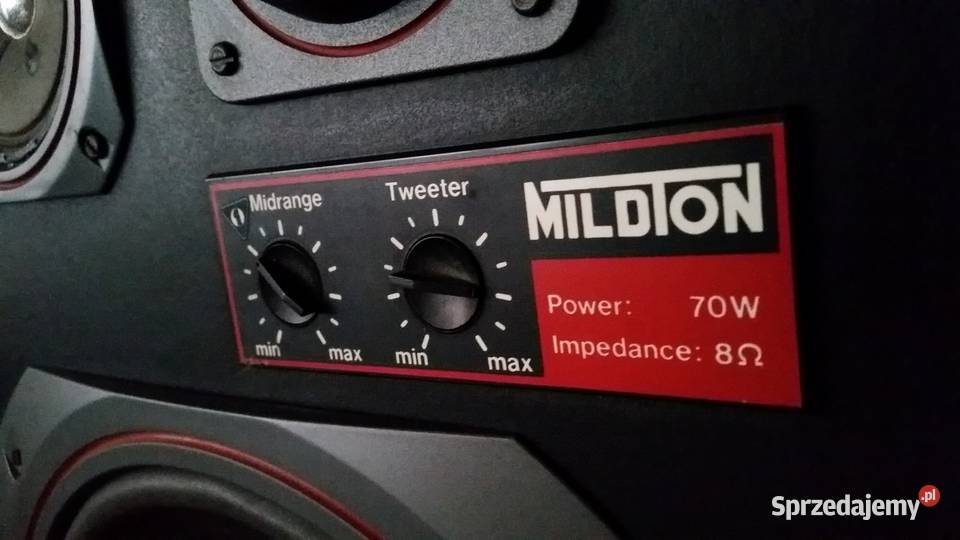 Midrange
Tweeter
MILDTON
min
max
min
max
Power: 70W
Impedance: 8Ω
Sprzedajemy.pl